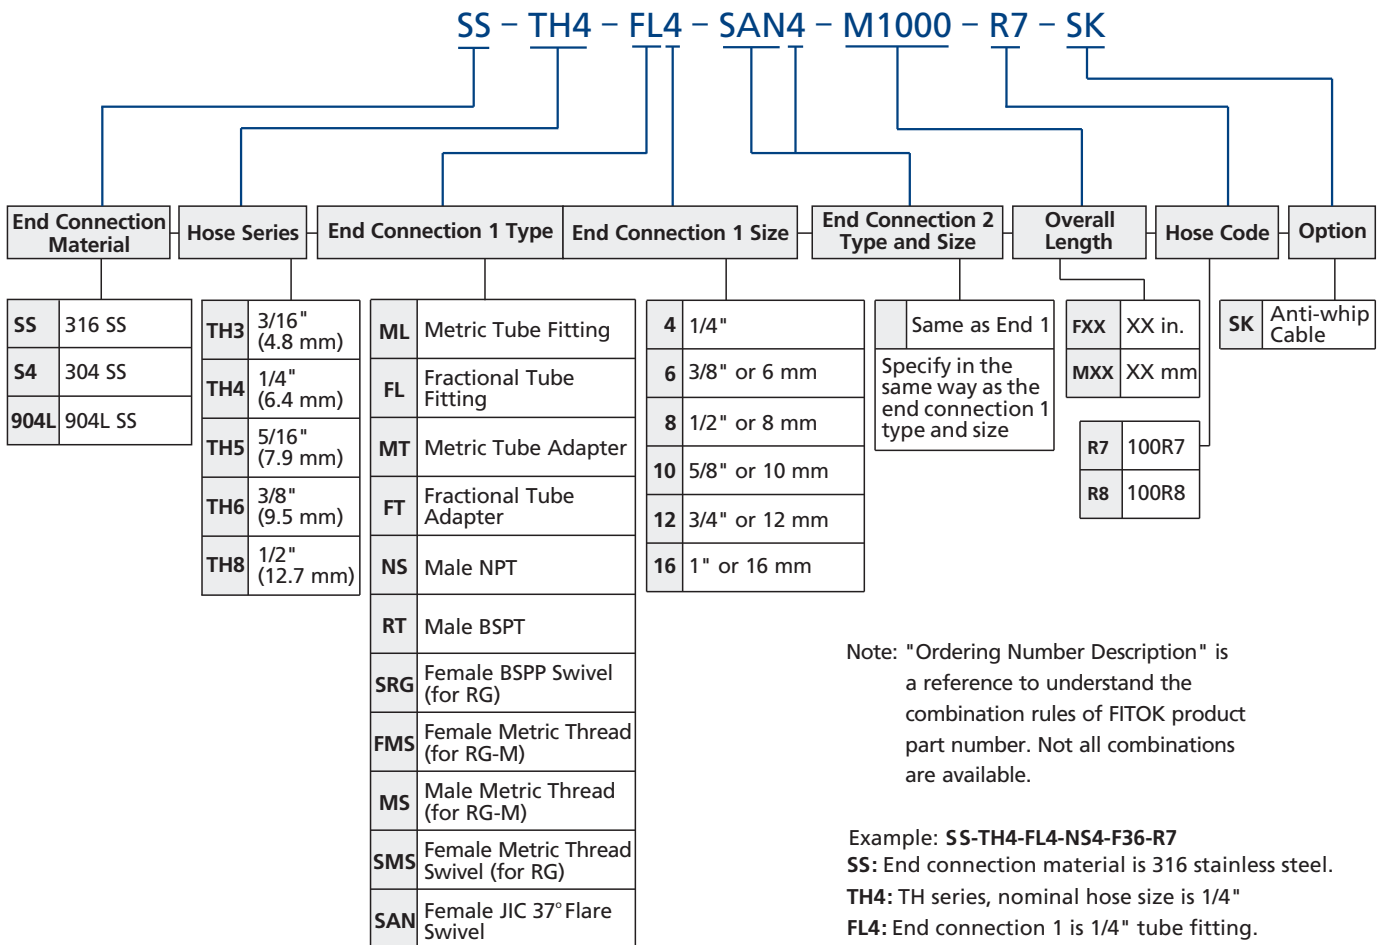 SS – TH4 – FL4 – SAN4 – M1000 – R7 – SK
End Connection
Material
Hose Series
End Connection 1 Type
End Connection 1 Size
End Connection 2
Type and Size
Overall
Length
Hose Code
Option
SS 316 SS
S4 304 SS
904L 904L SS
TH3 3/16"
(4.8 mm)
TH4 1/4"
(6.4 mm)
TH5 5/16"
(7.9 mm)
TH6 3/8"
(9.5 mm)
TH8 1/2"
(12.7 mm)
ML Metric Tube Fitting
FL Fractional Tube
Fitting
MT Metric Tube Adapter
FT Fractional Tube
Adapter
NS Male NPT
RT Male BSPT
SRG Female BSPP Swivel
(for RG)
FMS Female Metric Thread
(for RG-M)
MS Male Metric Thread
(for RG-M)
SMS Female Metric Thread
Swivel (for RG)
SAN Female JIC 37° Flare
Swivel
4 1/4"
6 3/8" or 6 mm
8 1/2" or 8 mm
10 5/8" or 10 mm
12 3/4" or 12 mm
16 1" or 16 mm
Same as End 1
Specify in the
same way as the
end connection 1
type and size
FXX XX in.
MXX XX mm
R7 100R7
R8 100R8
SK Anti-whip
Cable
Note: "Ordering Number Description" is
a reference to understand the
combination rules of FITOK product
part number. Not all combinations
are available.
Example: SS-TH4-FL4-NS4-F36-R7
SS: End connection material is 316 stainless steel.
TH4: TH series, nominal hose size is 1/4"
FL4: End connection 1 is 1/4" tube fitting.